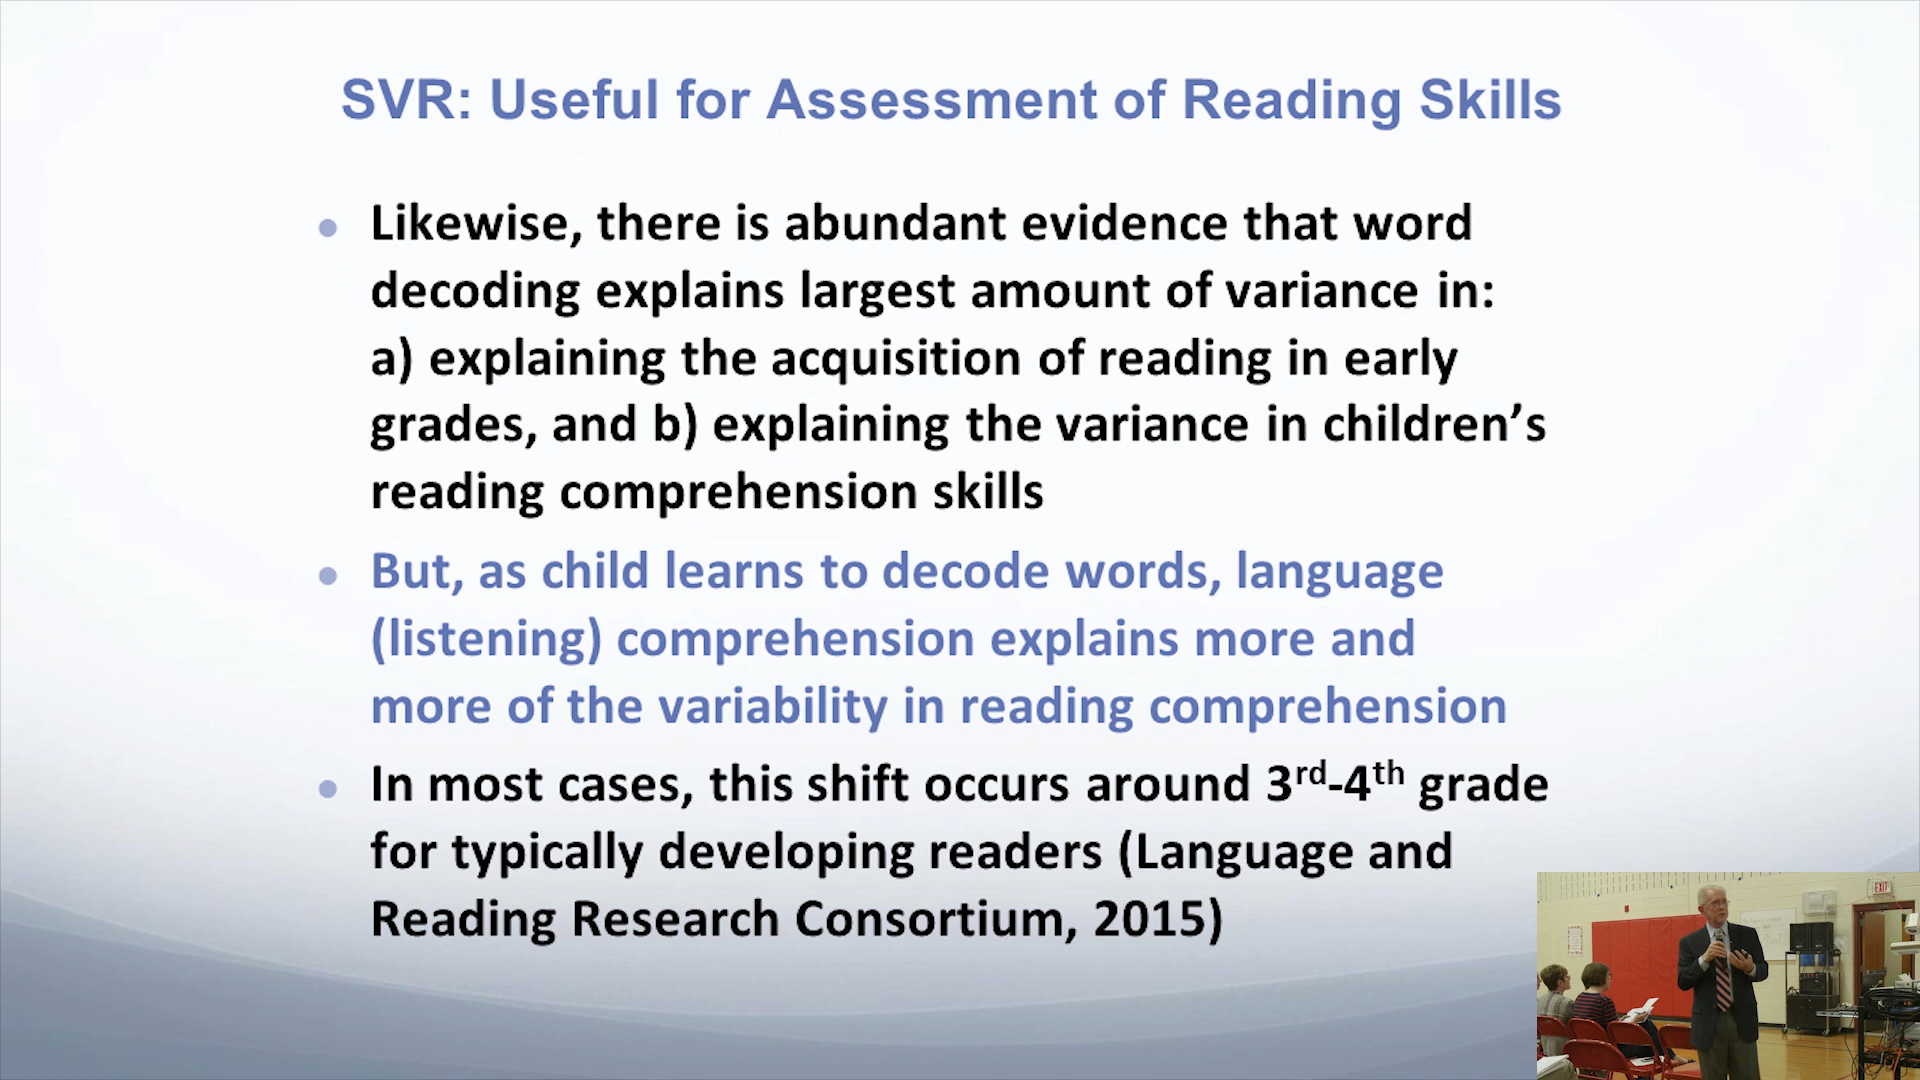 SVR: Useful for Assessment of Reading Skills
• Likewise, there is abundant evidence that word
decoding explains largest amount of variance in:
a) explaining the acquisition of reading in early
grades, and b) explaining the variance in children’s
reading comprehension skills
• But, as child learns to decode words, language
(listening) comprehension explains more and
more of the variability in reading comprehension
• In most cases, this shift occurs around 3rd-4th grade
for typically developing readers (Language and
Reading Research Consortium, 2015)
EXIT